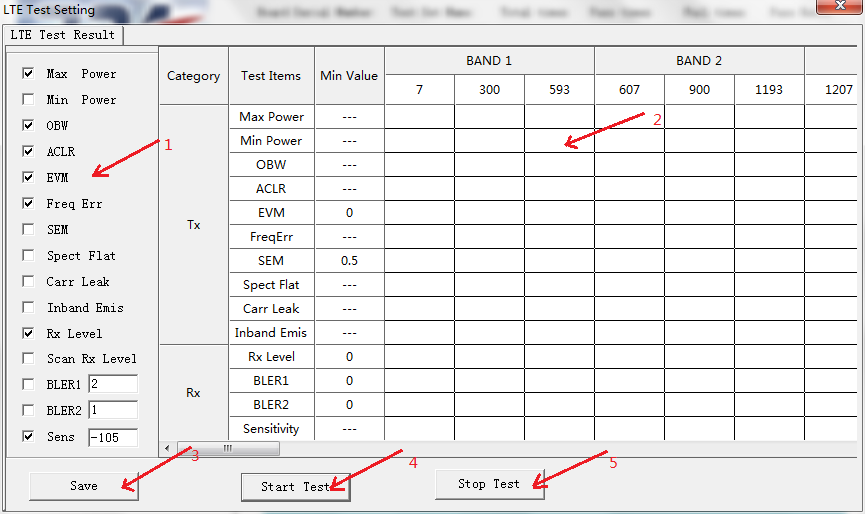 LTE Test Setting
LTE Test Result
Max Power
Min Power
OBW
ACLR
EVM
Freq Err
SEM
Spect Flat
Carr Leak
Inband Emis
Rx Level
Scan Rx Level
BLER1 2
BLER2 1
Sens -105
1
Category Test Items Min Value BAND 1 BAND 2
7 300 593 607 900 1193 1207
Tx
Max Power ---
Min Power ---
OBW ---
ACLR ---
EVM 0
FreqErr ---
SEM 0.5
Spect Flat ---
Carr Leak ---
Inband Emis ---
Rx
Rx Level 0
BLER1 0
BLER2 0
Sensitivity ---
2
3
4
5
Save
Start Test
Stop Test